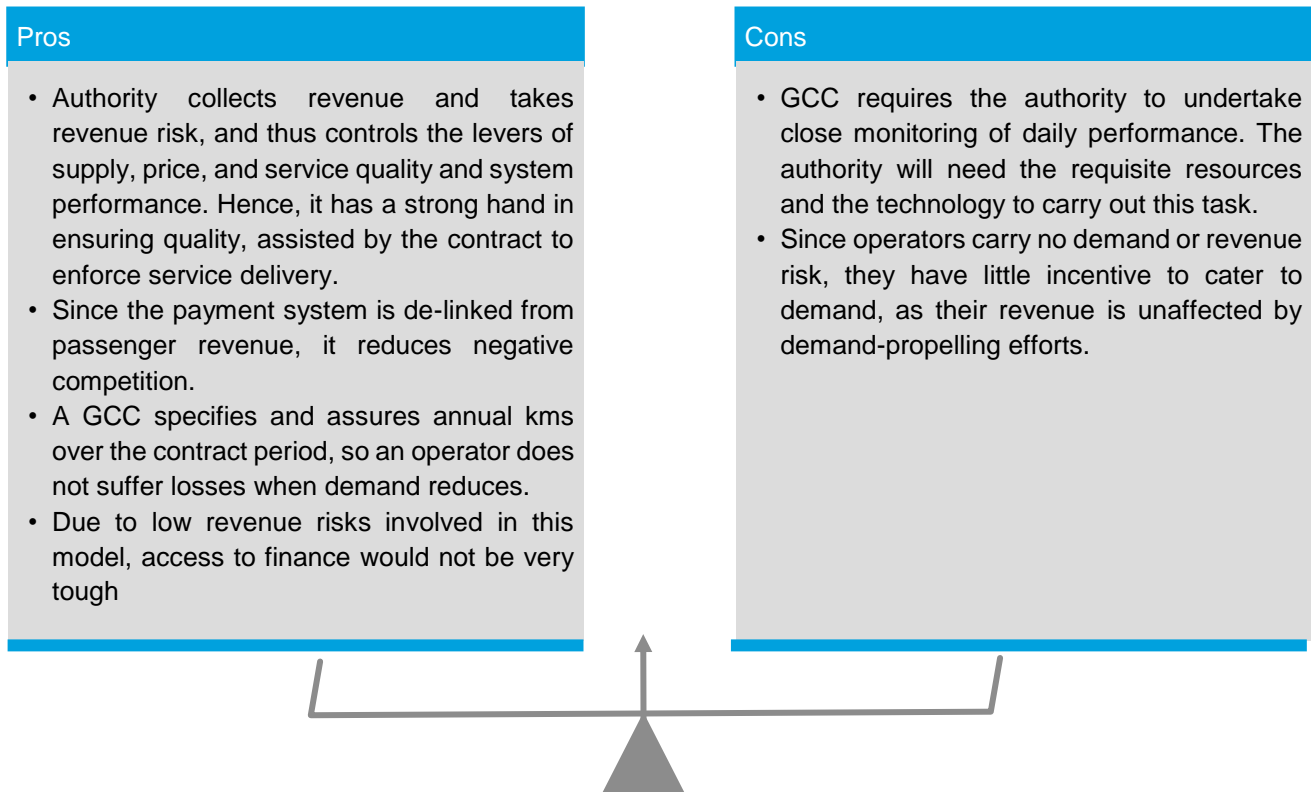 Pros
• Authority collects revenue and takes
revenue risk, and thus controls the levers of
supply, price, and service quality and system
performance. Hence, it has a strong hand in
ensuring quality, assisted by the contract to
enforce service delivery.
• Since the payment system is de-linked from
passenger revenue, it reduces negative
competition.
• A GCC specifies and assures annual kms
over the contract period, so an operator does
not suffer losses when demand reduces.
• Due to low revenue risks involved in this
model, access to finance would not be very
tough
Cons
• GCC requires the authority to undertake
close monitoring of daily performance. The
authority will need the requisite resources
and the technology to carry out this task.
• Since operators carry no demand or revenue
risk, they have little incentive to cater to
demand, as their revenue is unaffected by
demand-propelling efforts.